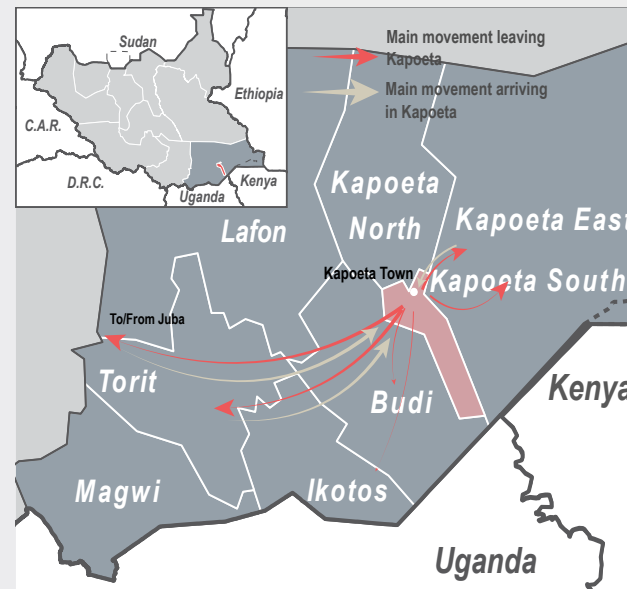 Sudan
Ethiopia
C.A.R.
D.R.C.
Kenya
Uganda
Main movement leaving
Kapoeta
Main movement arriving
in Kapoeta
Kapoeta
North
Lafon
Kapoeta East
Kapoeta Town
Kapoeta South
To/From Juba
Torit
Budi
Kenya
Magwi
Ikotos
Uganda